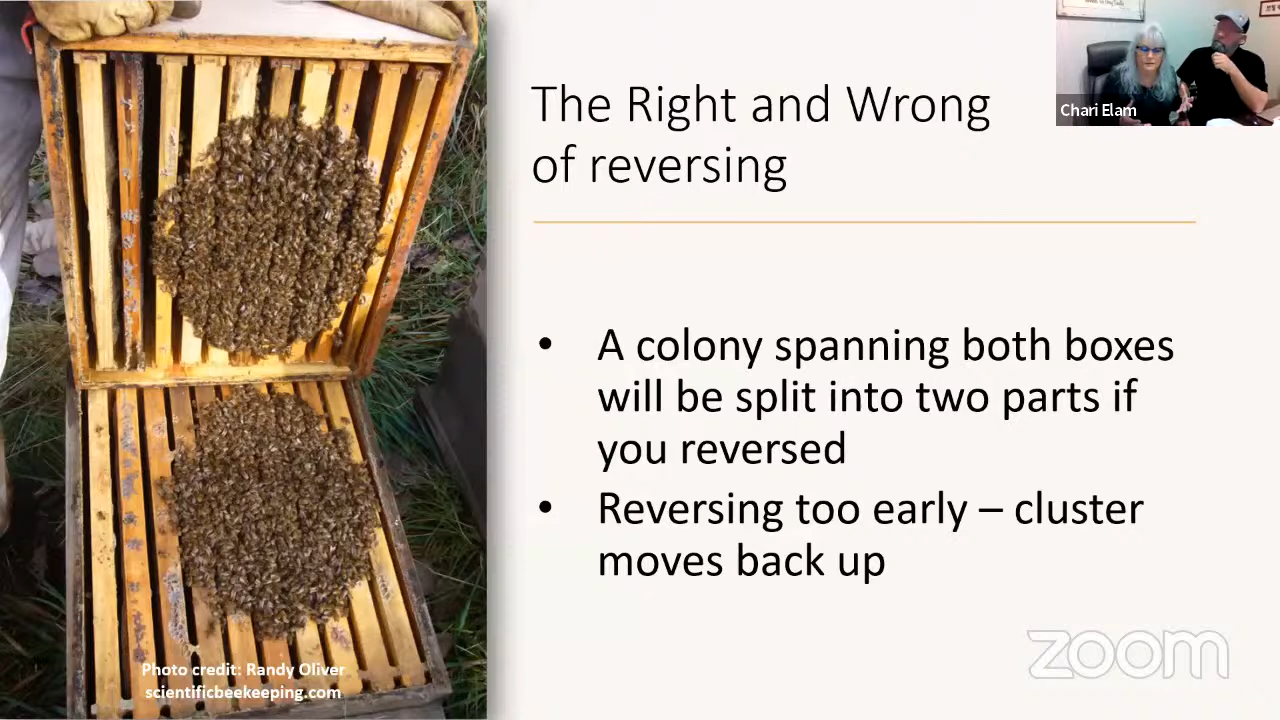 The Right and Wrong
of reversing
Chari Elam
• A colony spanning both boxes
will be split into two parts if
you reversed
• Reversing too early – cluster
moves back up
Photo credit: Randy Oliver
scientificbeekeeping.com
zoom